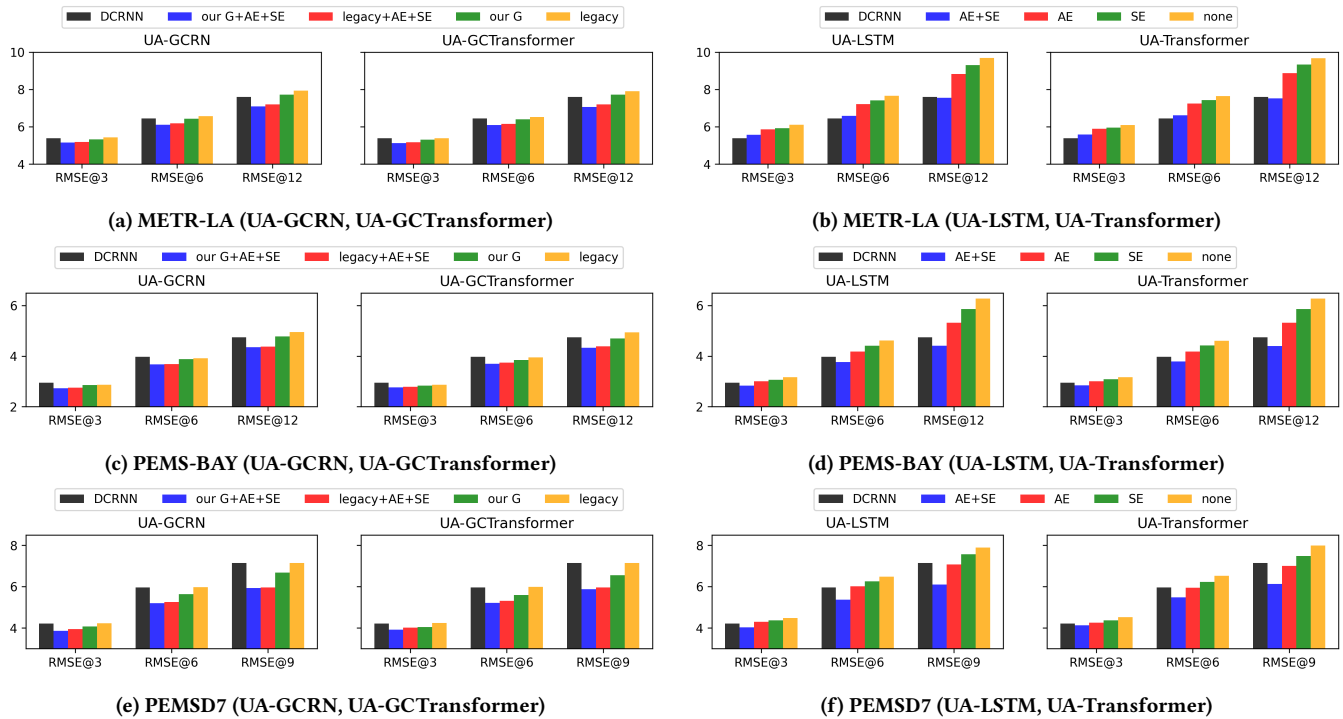 DCRNN our G+AE+SE legacy+AE+SE our G legacy
UA-GCRN UA-GCTransformer
10
8
6
4
RMSE@3 RMSE@6 RMSE@12 RMSE@3 RMSE@6 RMSE@12
(a) METR-LA (UA-GCRN, UA-GCTransformer)
DCRNN AE+SE AE SE none
UA-LSTM UA-Transformer
10
8
6
4
RMSE@3 RMSE@6 RMSE@12 RMSE@3 RMSE@6 RMSE@12
(b) METR-LA (UA-LSTM, UA-Transformer)
DCRNN our G+AE+SE legacy+AE+SE our G legacy
UA-GCRN UA-GCTransformer
6
4
2
RMSE@3 RMSE@6 RMSE@12 RMSE@3 RMSE@6 RMSE@12
(c) PEMS-BAY (UA-GCRN, UA-GCTransformer)
DCRNN AE+SE AE SE none
UA-LSTM UA-Transformer
6
4
2
RMSE@3 RMSE@6 RMSE@12 RMSE@3 RMSE@6 RMSE@12
(d) PEMS-BAY (UA-LSTM, UA-Transformer)
DCRNN our G+AE+SE legacy+AE+SE our G legacy
UA-GCRN UA-GCTransformer
8
6
4
RMSE@3 RMSE@6 RMSE@9 RMSE@3 RMSE@6 RMSE@9
(e) PEMSD7 (UA-GCRN, UA-GCTransformer)
DCRNN AE+SE AE SE none
UA-LSTM UA-Transformer
8
6
4
RMSE@3 RMSE@6 RMSE@9 RMSE@3 RMSE@6 RMSE@9
(f) PEMSD7 (UA-LSTM, UA-Transformer)